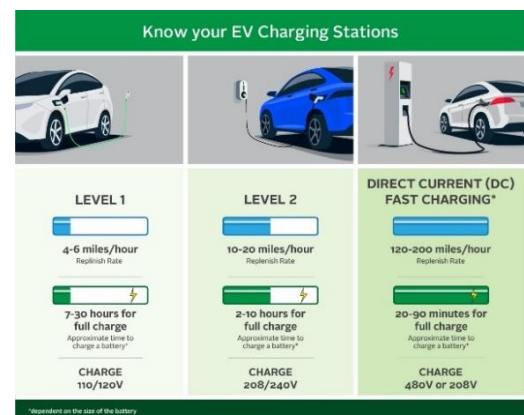 Know your EV Charging Stations
LEVEL 1
4-6 miles/hour
Replinish Rate
7-30 hours for
full charge
Approximate time to
charge a battery*
CHARGE
110/120V
LEVEL 2
10-20 miles/hour
Replenish Rate
2-10 hours for
full charge
Approximate time to
charge a battery*
CHARGE
208/240V
DIRECT CURRENT (DC)
FAST CHARGING*
120-200 miles/hour
Replenish Rate
20-90 minutes for
full charge
Approximate time to
charge a battery*
CHARGE
480V or 208V
*dependent on the size of the battery